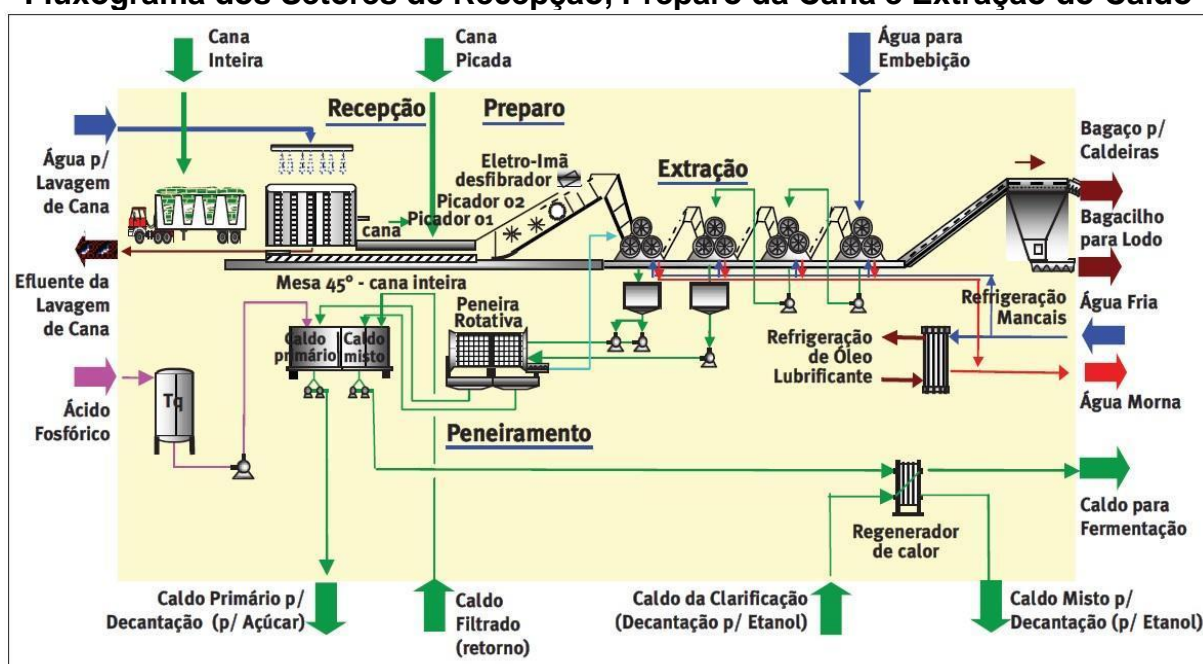 Fluxograma dos Setores de Recepção, Preparo da Cana e Extração do Caldo
Cana
Inteira
Cana
Picada
Água para
Embebição
Recepção
Preparo
Água p/
Lavagem
de Cana
Eletro-Imã
desfibrador
Picador 02
Picador 01
cana
Extração
Bagaço p/
Caldeiras
Bagacilho
para Lodo
Efluente da
Lavagem
de Cana
Mesa 45° - cana inteira
Peneira
Rotativa
Caldo
primário
Caldo
misto
Refrigeração
Mancais
Água Fria
Refrigeração
de Óleo
Lubrificante
Água Morna
Ácido
Fosfórico
Tq
Peneiramento
Regenerador
de calor
Caldo para
Fermentação
Caldo Primário p/
Decantação (p/ Açúcar)
Caldo
Filtrado
(retorno)
Caldo da Clarificação
(Decantação p/ Etanol)
Caldo Misto p/
Decantação (p/ Etanol)